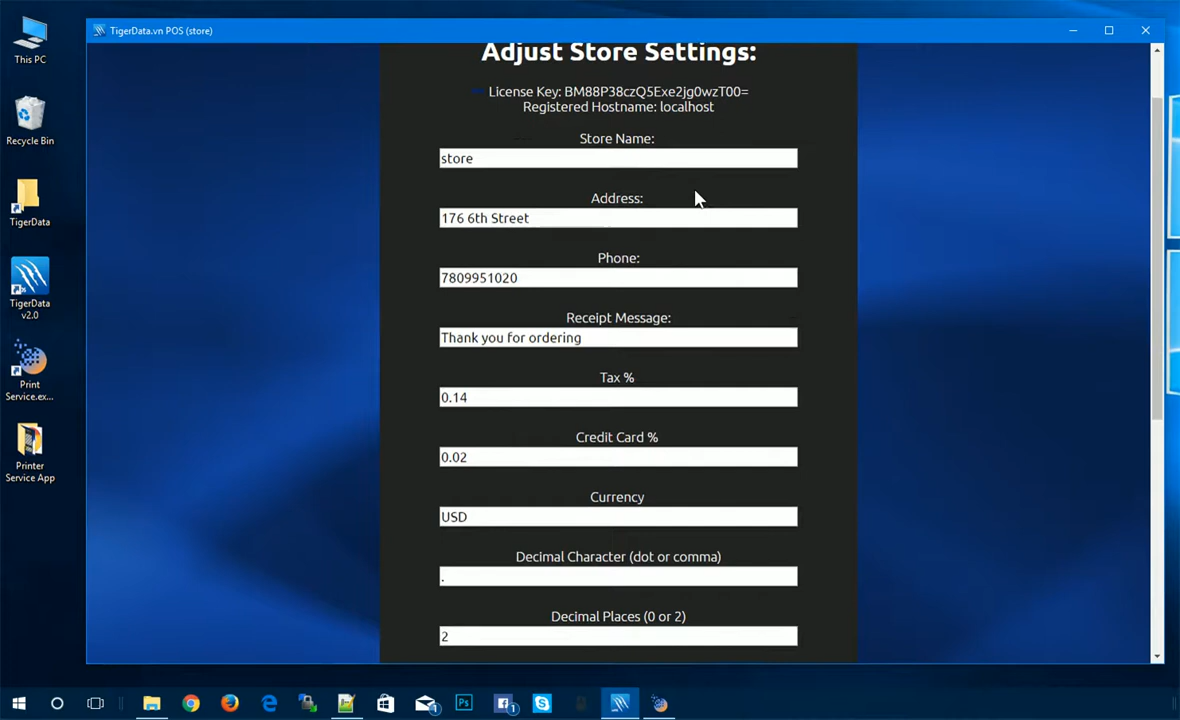 TigerData.vn POS (store)
This PC
Recycle Bin
TigerData
TigerData
v2.0
Print
Service.ex...
Printer
Service App
Adjust Store Settings:
License Key: BM88P38czQ5Exe2jg0wzT00=
Registered Hostname: localhost
Store Name:
store
Address:
176 6th Street
Phone:
7809951020
Receipt Message:
Thank you for ordering
Tax %
0.14
Credit Card %
0.02
Currency
USD
Decimal Character (dot or comma)
.
Decimal Places (0 or 2)
2
1
Ps
1